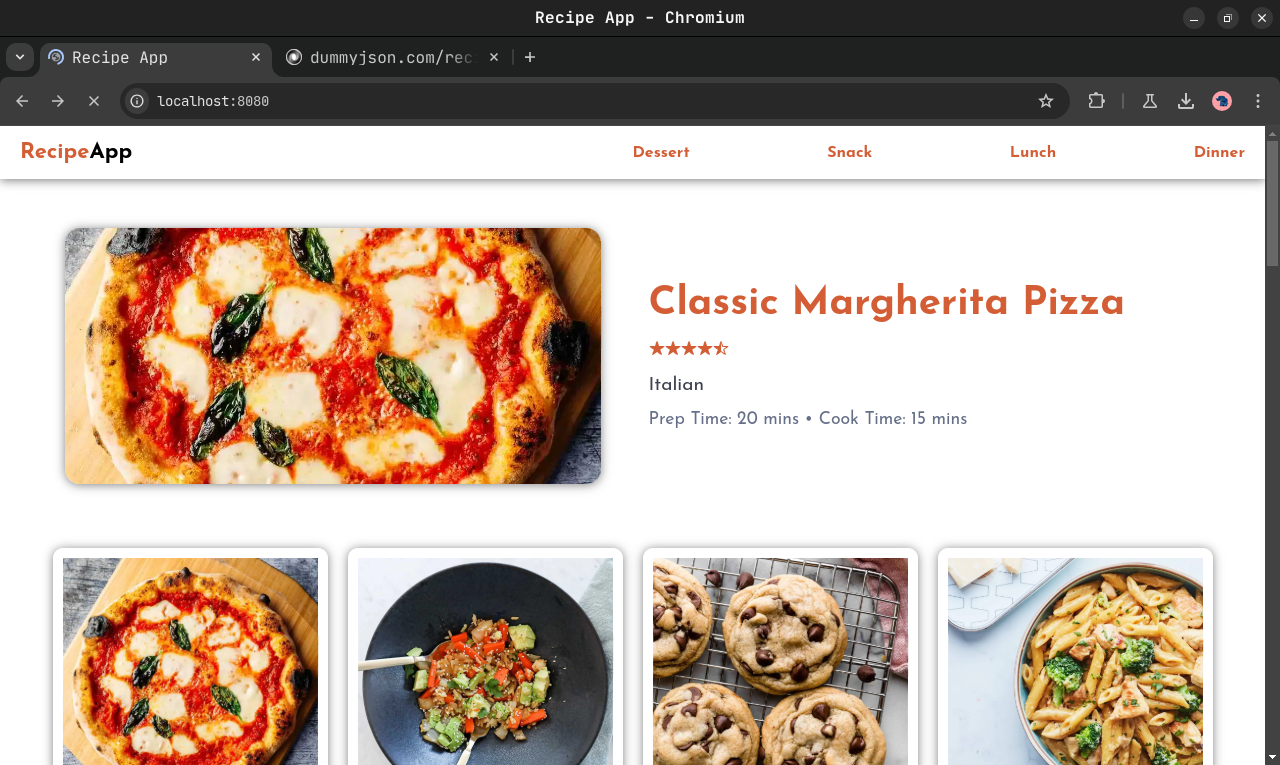 Recipe App - Chromium
Recipe App
dummyjson.com/rec
localhost:8080
RecipeApp
Dessert
Snack
Lunch
Dinner
Classic Margherita Pizza
Italian
Prep Time: 20 mins • Cook Time: 15 mins